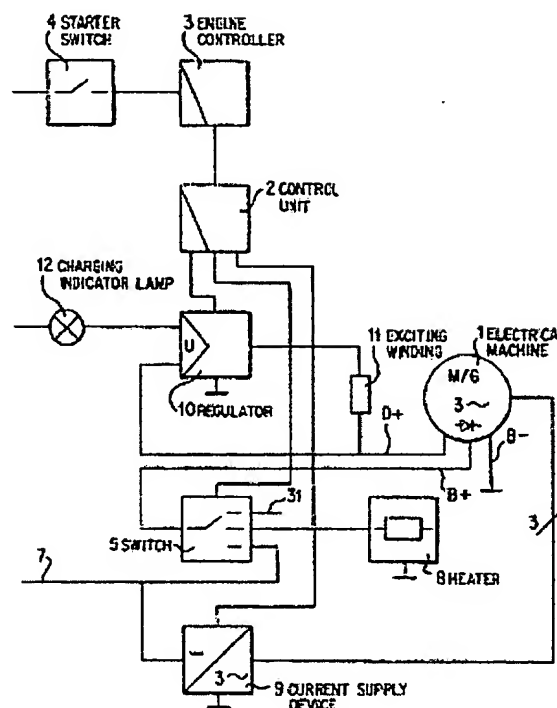 4 STARTER
SWITCH
3 ENGINE
CONTROLLER
2 CONTROL
UNIT
12 CHARGING
INDICATOR LAMP
U
10 REGULATOR
11 EXCITING
WINDING
1 ELECTRICA
MACHINE
M/G
3~
D+
B-
B+
31
5 SWITCH
3
8 HEATER
7
3~
9 CURRENT SUPPLY
DEVICE